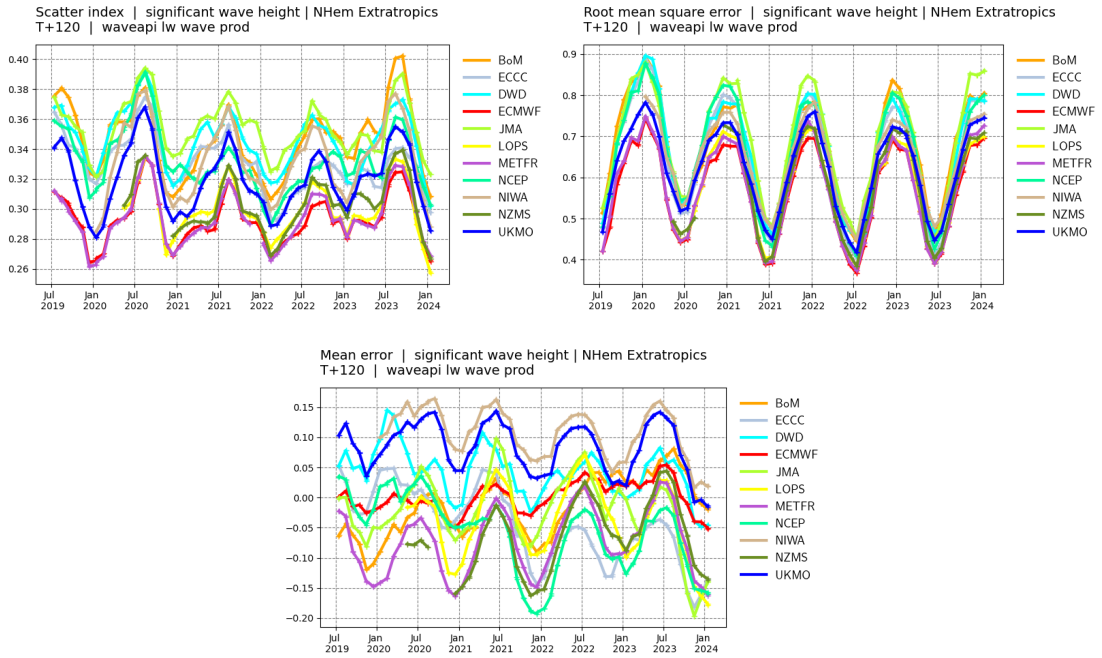 Scatter index | significant wave height | NHem Extratropics
T+120 | waveapi lw wave prod
0.40
0.38
0.36
0.34
0.32
0.30
0.28
0.26
Jul Jan Jul Jan Jul Jan Jul Jan Jul Jan
2019 2020 2020 2021 2021 2022 2022 2023 2023 2024
BoM
ECCC
DWD
ECMWF
JMA
LOPS
METFR
NCEP
NIWA
NZMS
UKMO
Root mean square error | significant wave height | NHem Extratropics
T+120 | waveapi lw wave prod
0.9
0.8
0.7
0.6
0.5
0.4
Jul Jan Jul Jan Jul Jan Jul Jan Jul Jan
2019 2020 2020 2021 2021 2022 2022 2023 2023 2024
BoM
ECCC
DWD
ECMWF
JMA
LOPS
METFR
NCEP
NIWA
NZMS
UKMO
Mean error | significant wave height | NHem Extratropics
T+120 | waveapi lw wave prod
0.15
0.10
0.05
0.00
−0.05
−0.10
−0.15
−0.20
Jul Jan Jul Jan Jul Jan Jul Jan Jul Jan
2019 2020 2020 2021 2021 2022 2022 2023 2023 2024
BoM
ECCC
DWD
ECMWF
JMA
LOPS
METFR
NCEP
NIWA
NZMS
UKMO